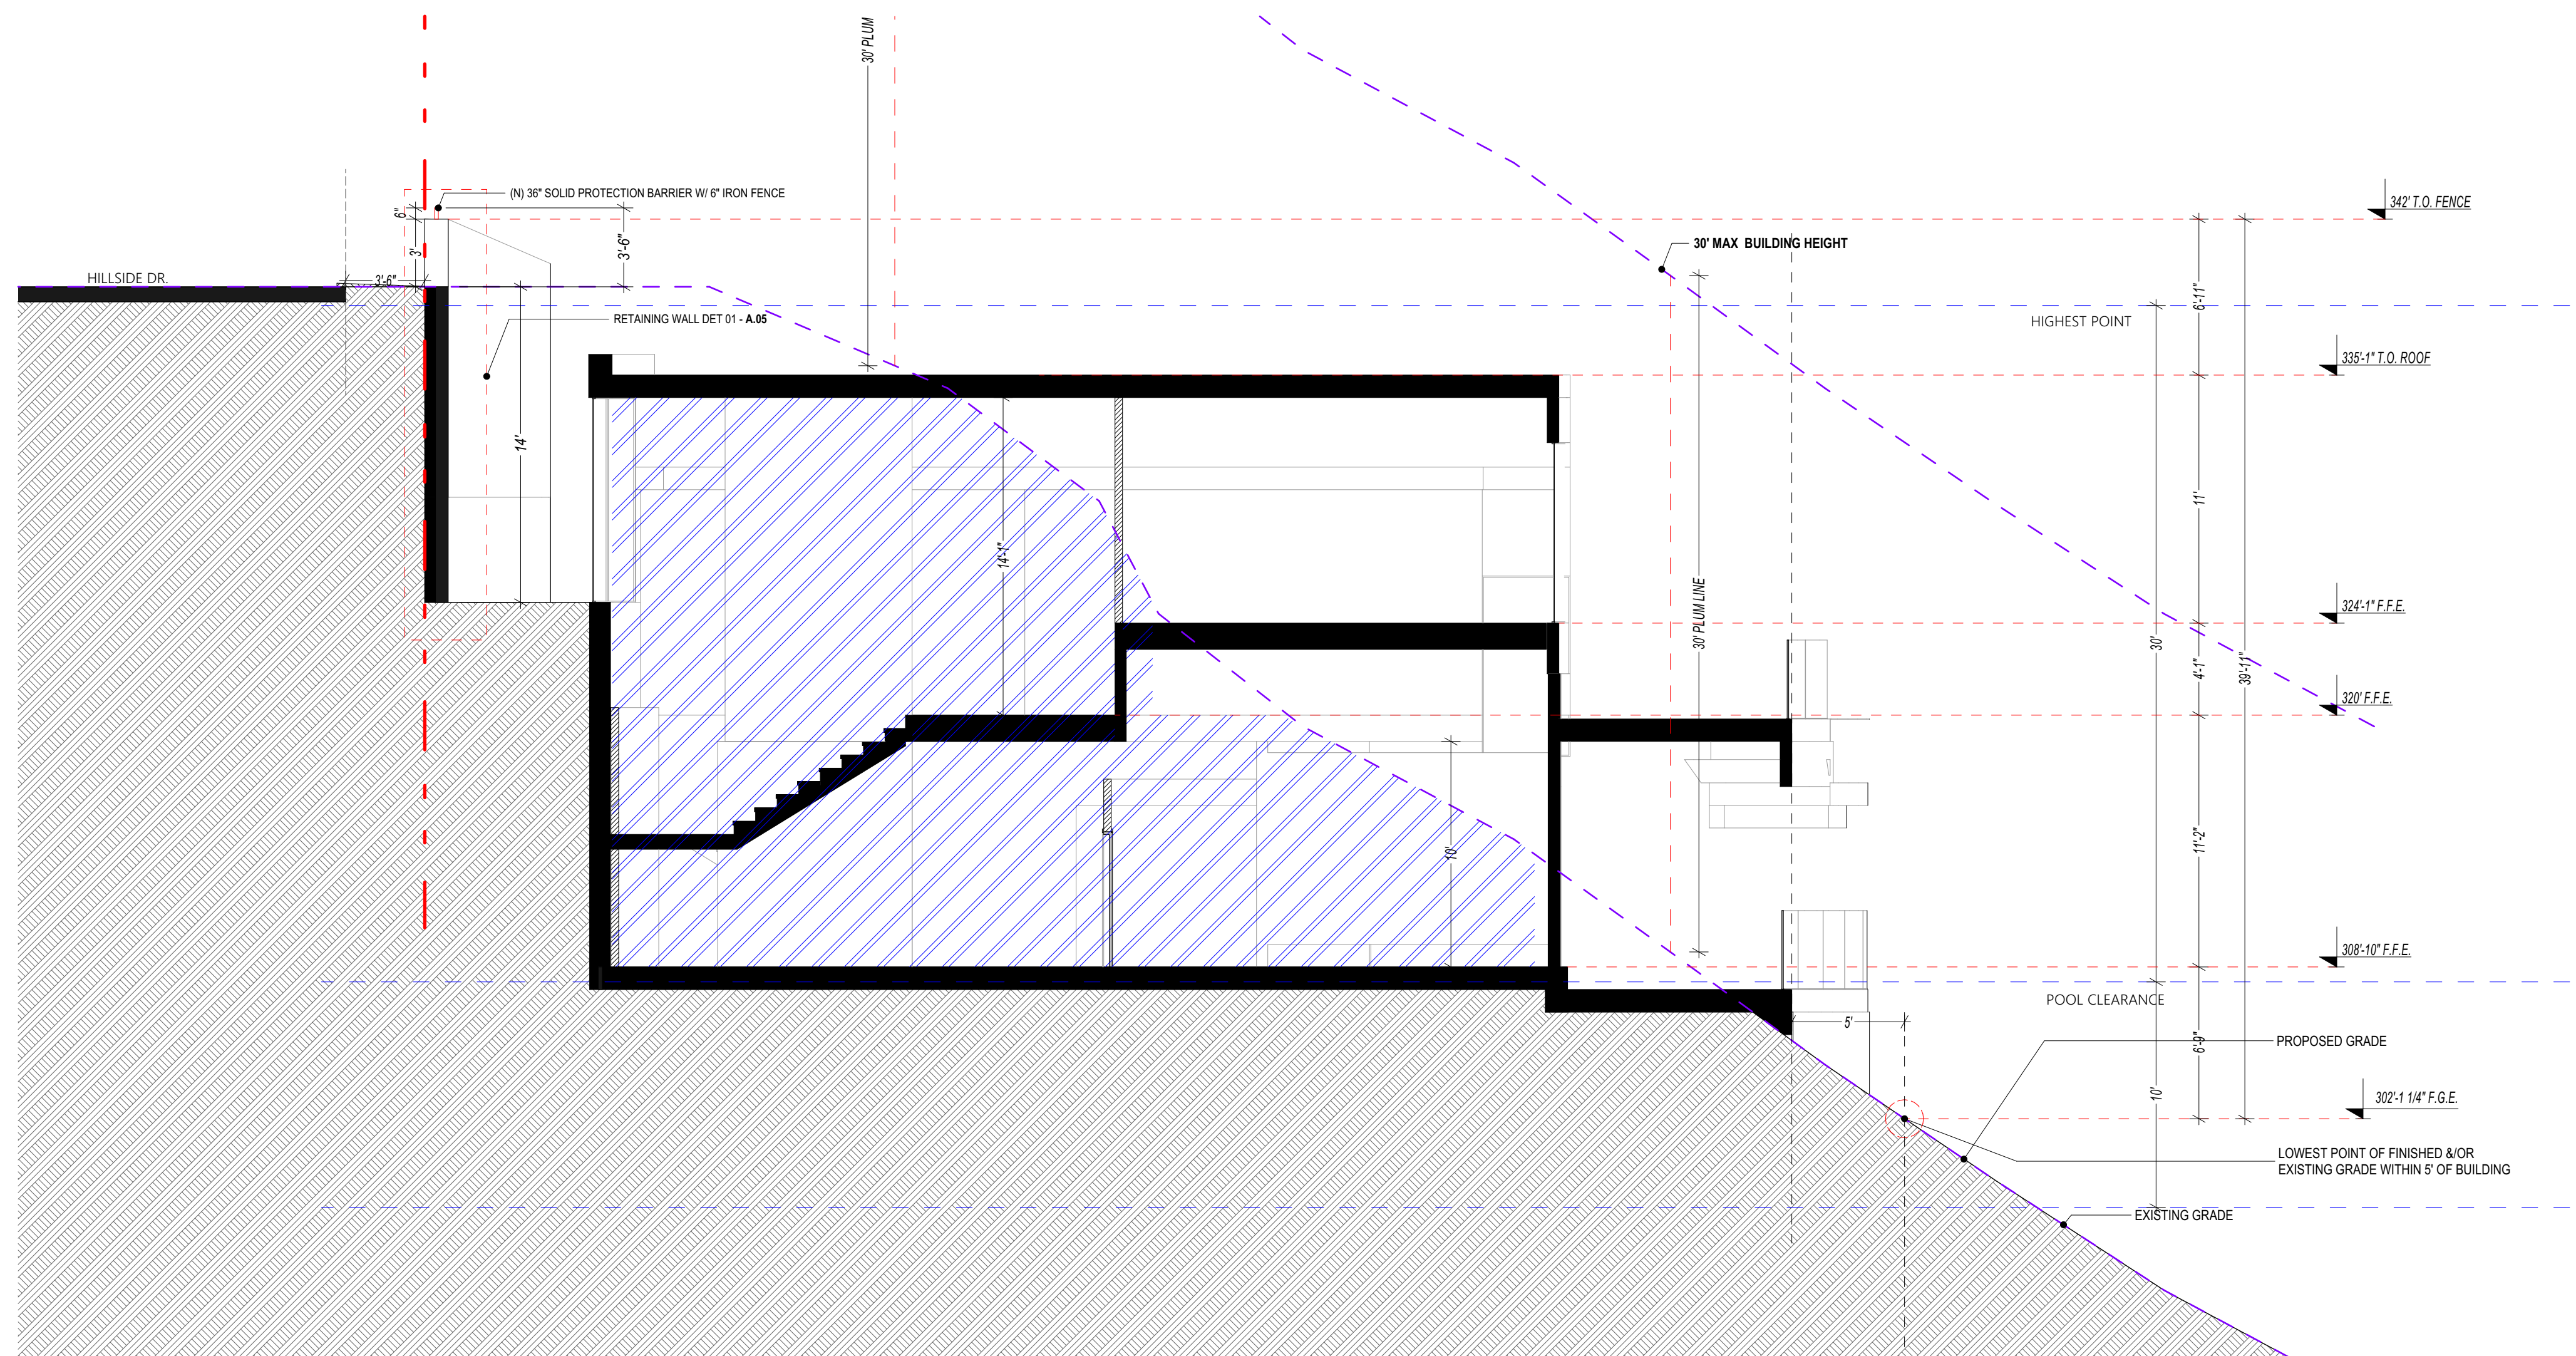 30' PLUM
(N) 36" SOLID PROTECTION BARRIER W/ 6" IRON FENCE
6"
3'
3'-6"
HILLSIDE DR.
3'-6"
RETAINING WALL DET 01 - A.05
14'
14'-1"
10'
30' MAX  BUILDING HEIGHT
30' PLUM LINE
342' T.O. FENCE
6'-11"
HIGHEST POINT
335'-1" T.O. ROOF
11'
324'-1" F.F.E.
30'
4'-1"
39'-11"
320' F.F.E.
11'-2"
308'-10" F.F.E.
POOL CLEARANCE
5'
6'-9"
PROPOSED GRADE
10'
302'-1 1/4" F.G.E.
LOWEST POINT OF FINISHED &/OR
EXISTING GRADE WITHIN 5' OF BUILDING
EXISTING GRADE